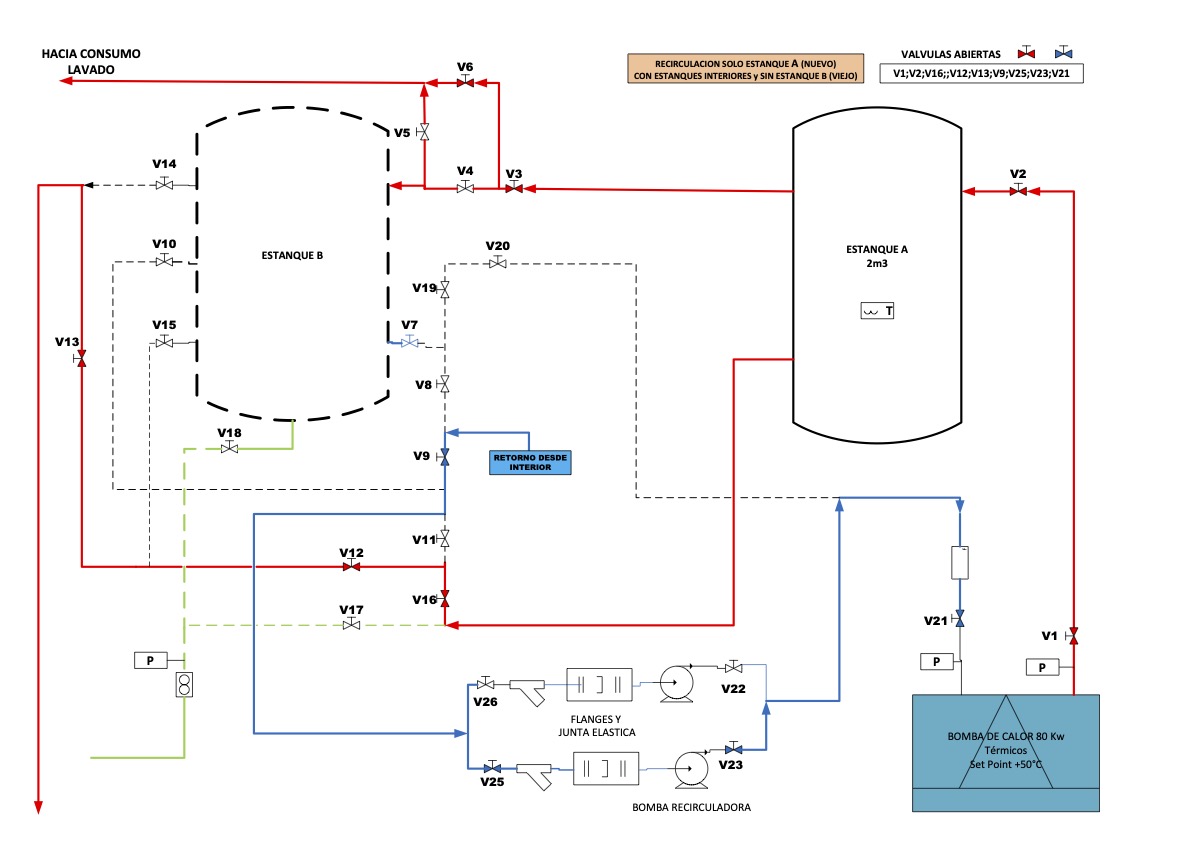 HACIA CONSUMO
LAVADO
V6
RECIRCULACION SOLO ESTANQUE A (NUEVO)
CON ESTANQUES INTERIORES y SIN ESTANQUE B (VIEJO)
VALVULAS ABIERTAS
V1;V2;V16;;V12;V13;V9;V25;V23;V21
V5
V14
V4
V3
V2
V10
ESTANQUE B
V20
ESTANQUE A
2m3
V19
T
V15
V7
V13
V8
V18
V9
RETORNO DESDE
INTERIOR
V11
V12
V16
V17
V21
V1
P
P
P
V26
V22
FLANGES Y
JUNTA ELASTICA
V25
V23
BOMBA DE CALOR 80 Kw
Térmicos
Set Point +50°C
BOMBA RECIRCULADORA